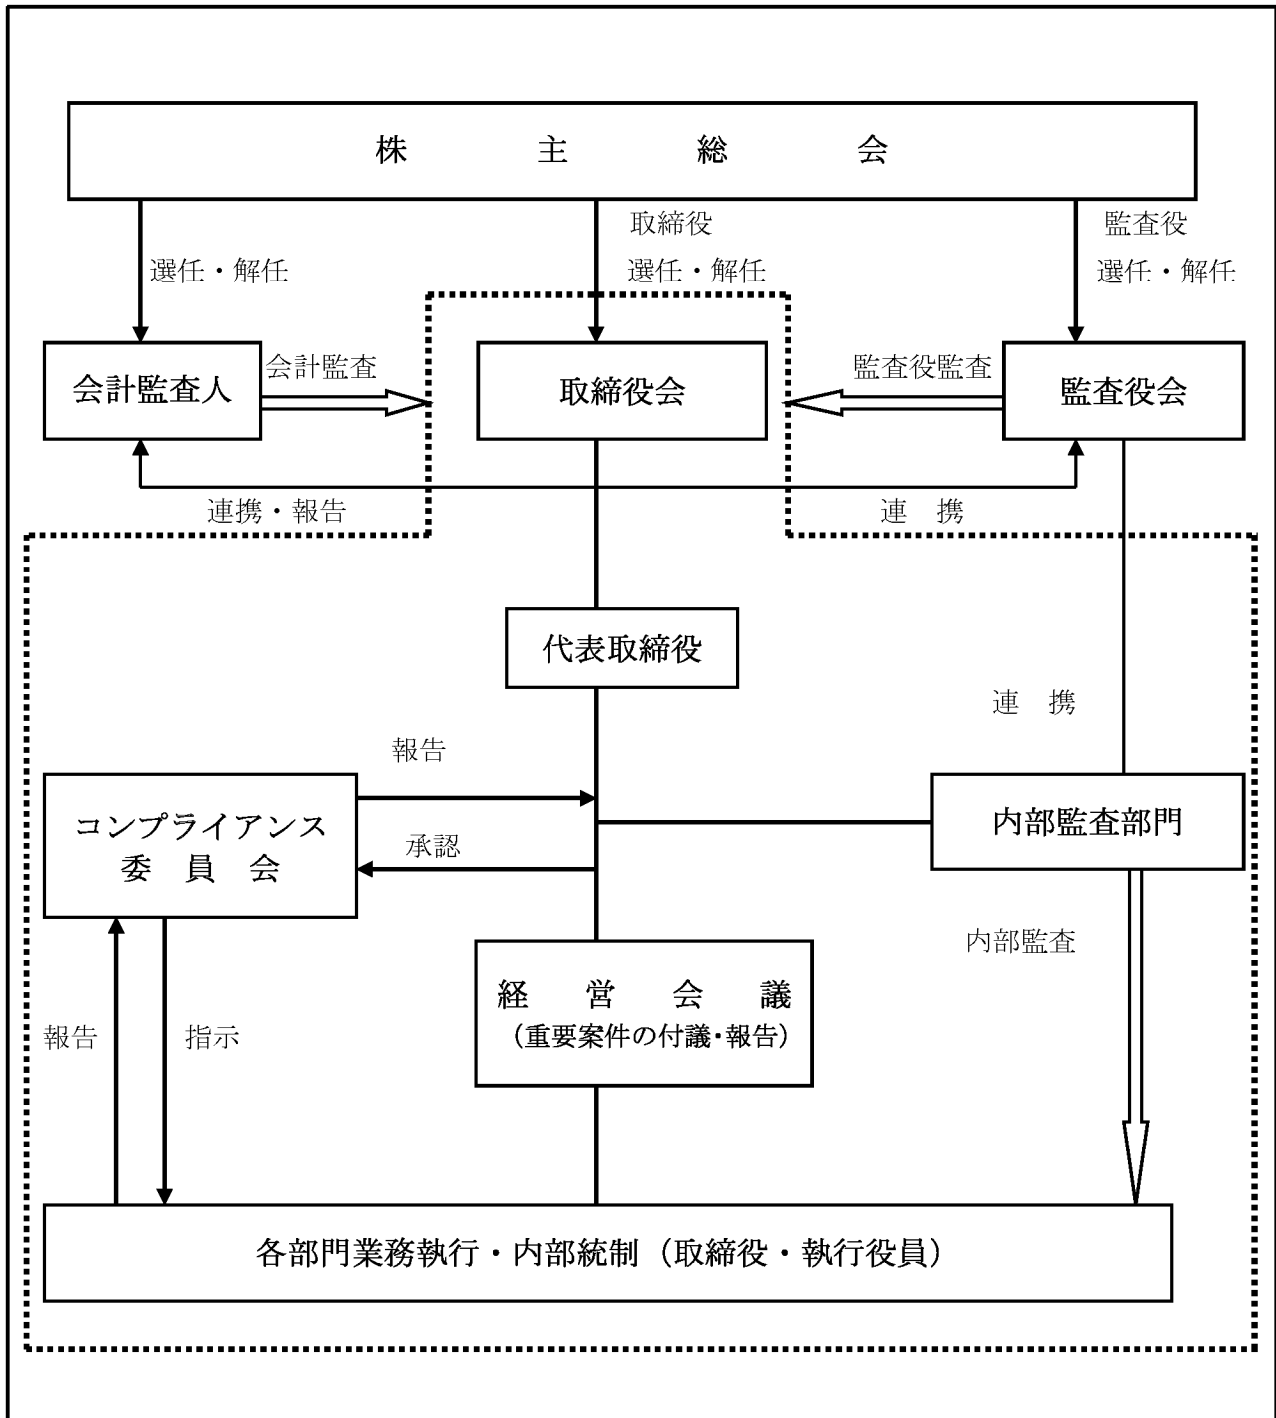 株主総会
取締役
監査役
選任・解任
選任・解任
選任・解任
会計監査人
会計監査
取締役会
監査役監査
監査役会
連携・報告
連　携
代表取締役
連　携
報告
コンプライアンス
委　員　会
承認
内部監査部門
内部監査
経　営　会　議
（重要案件の付議・報告）
報告
指示
各部門業務執行・内部統制（取締役・執行役員）